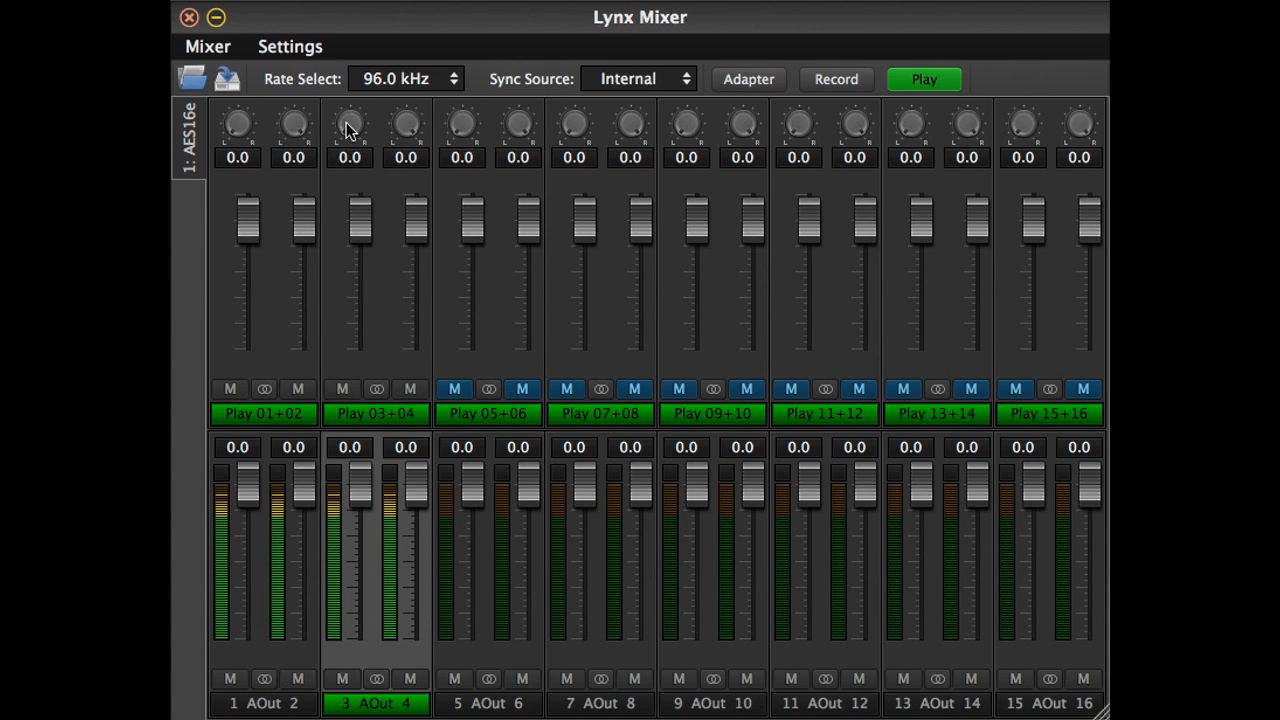 Lynx Mixer
Mixer Settings
Rate Select: 96.0 kHz Sync Source: Internal Adapter Record Play
1: AES16e
L R L R L R L R L R L R L R L R L R L R L R L R L R L R L R L R
0.0 0.0 0.0 0.0 0.0 0.0 0.0 0.0 0.0 0.0 0.0 0.0 0.0 0.0 0.0 0.0
M M M M M M M M M M M M M M M M
Play 01+02 Play 03+04 Play 05+06 Play 07+08 Play 09+10 Play 11+12 Play 13+14 Play 15+16
0.0 0.0 0.0 0.0 0.0 0.0 0.0 0.0 0.0 0.0 0.0 0.0 0.0 0.0 0.0 0.0
M M M M M M M M M M M M M M M M
1 AOut 2 3 AOut 4 5 AOut 6 7 AOut 8 9 AOut 10 11 AOut 12 13 AOut 14 15 AOut 16